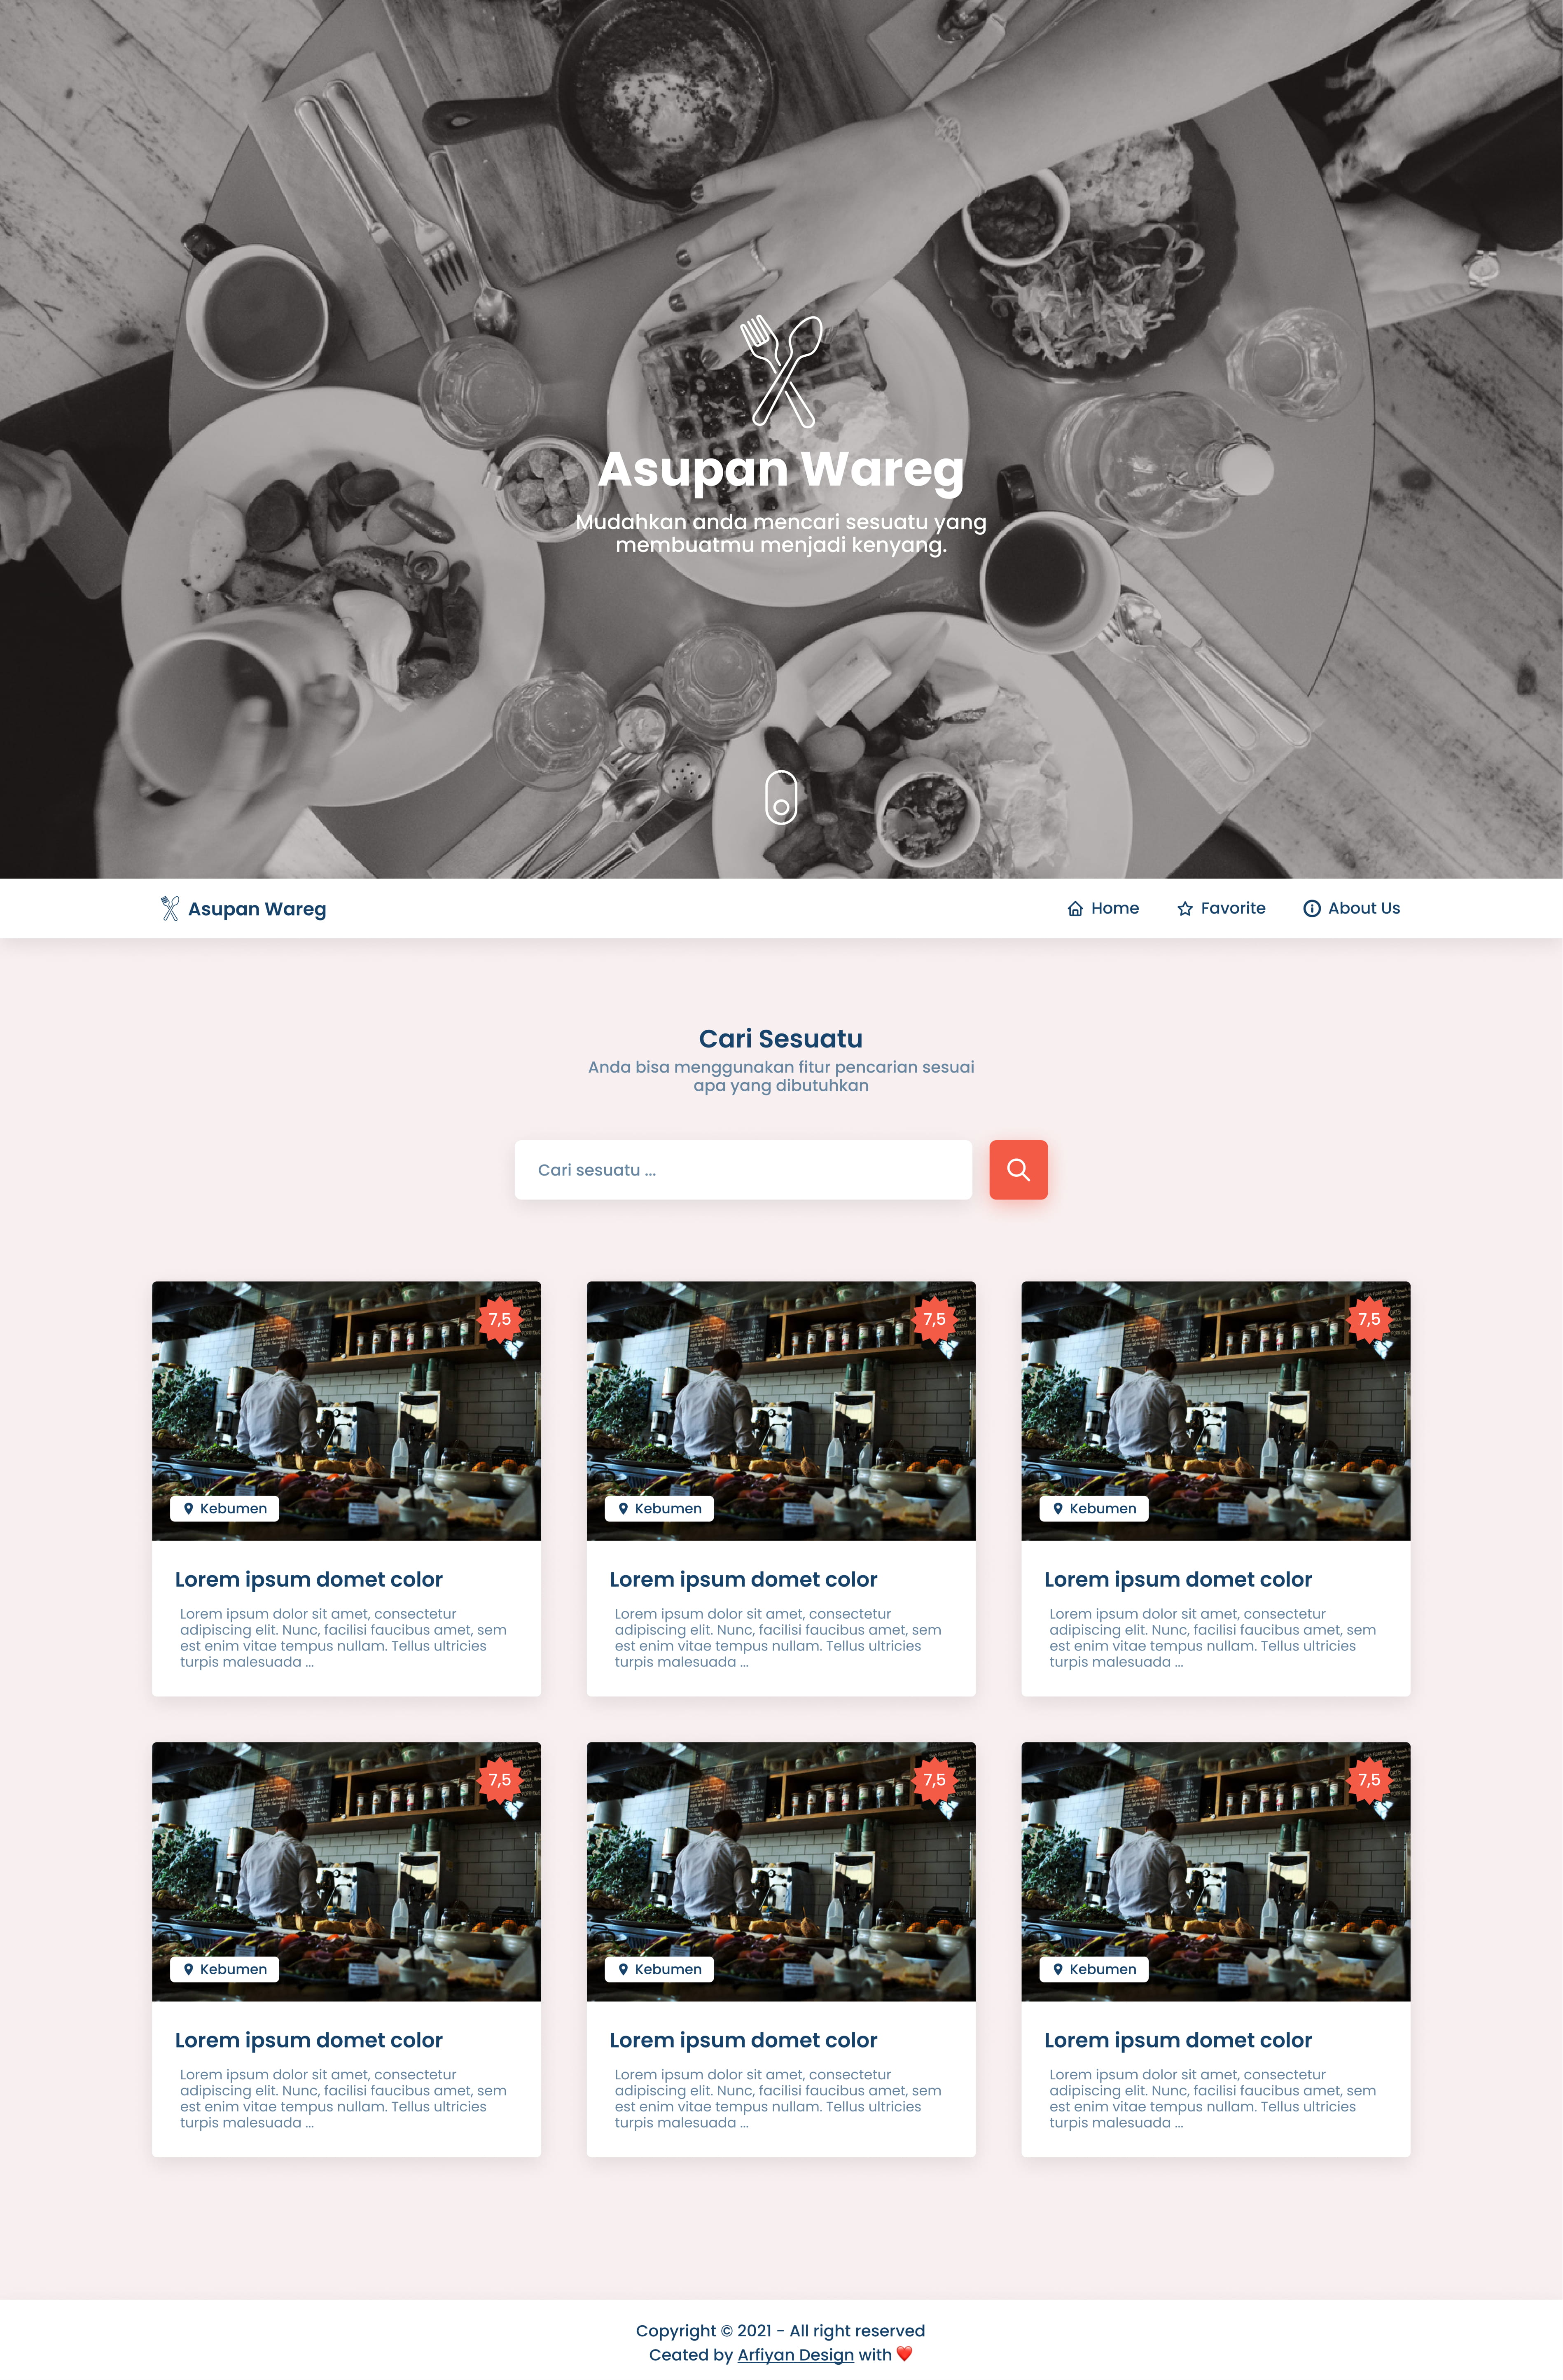 Asupan Wareg
Mudahkan anda mencari sesuatu yang
membuatmu menjadi kenyang.
Asupan Wareg
Home
Favorite
About Us
Cari Sesuatu
Anda bisa menggunakan fitur pencarian sesuai
apa yang dibutuhkan
Cari sesuatu ...
7,5
Kebumen
Lorem ipsum domet color
Lorem ipsum dolor sit amet, consectetur
adipiscing elit. Nunc, facilisi faucibus amet, sem
est enim vitae tempus nullam. Tellus ultricies
turpis malesuada ...
7,5
Kebumen
Lorem ipsum domet color
Lorem ipsum dolor sit amet, consectetur
adipiscing elit. Nunc, facilisi faucibus amet, sem
est enim vitae tempus nullam. Tellus ultricies
turpis malesuada ...
7,5
Kebumen
Lorem ipsum domet color
Lorem ipsum dolor sit amet, consectetur
adipiscing elit. Nunc, facilisi faucibus amet, sem
est enim vitae tempus nullam. Tellus ultricies
turpis malesuada ...
7,5
Kebumen
Lorem ipsum domet color
Lorem ipsum dolor sit amet, consectetur
adipiscing elit. Nunc, facilisi faucibus amet, sem
est enim vitae tempus nullam. Tellus ultricies
turpis malesuada ...
7,5
Kebumen
Lorem ipsum domet color
Lorem ipsum dolor sit amet, consectetur
adipiscing elit. Nunc, facilisi faucibus amet, sem
est enim vitae tempus nullam. Tellus ultricies
turpis malesuada ...
7,5
Kebumen
Lorem ipsum domet color
Lorem ipsum dolor sit amet, consectetur
adipiscing elit. Nunc, facilisi faucibus amet, sem
est enim vitae tempus nullam. Tellus ultricies
turpis malesuada ...
Copyright © 2021 - All right reserved
Ceated by Arfiyan Design with ❤️